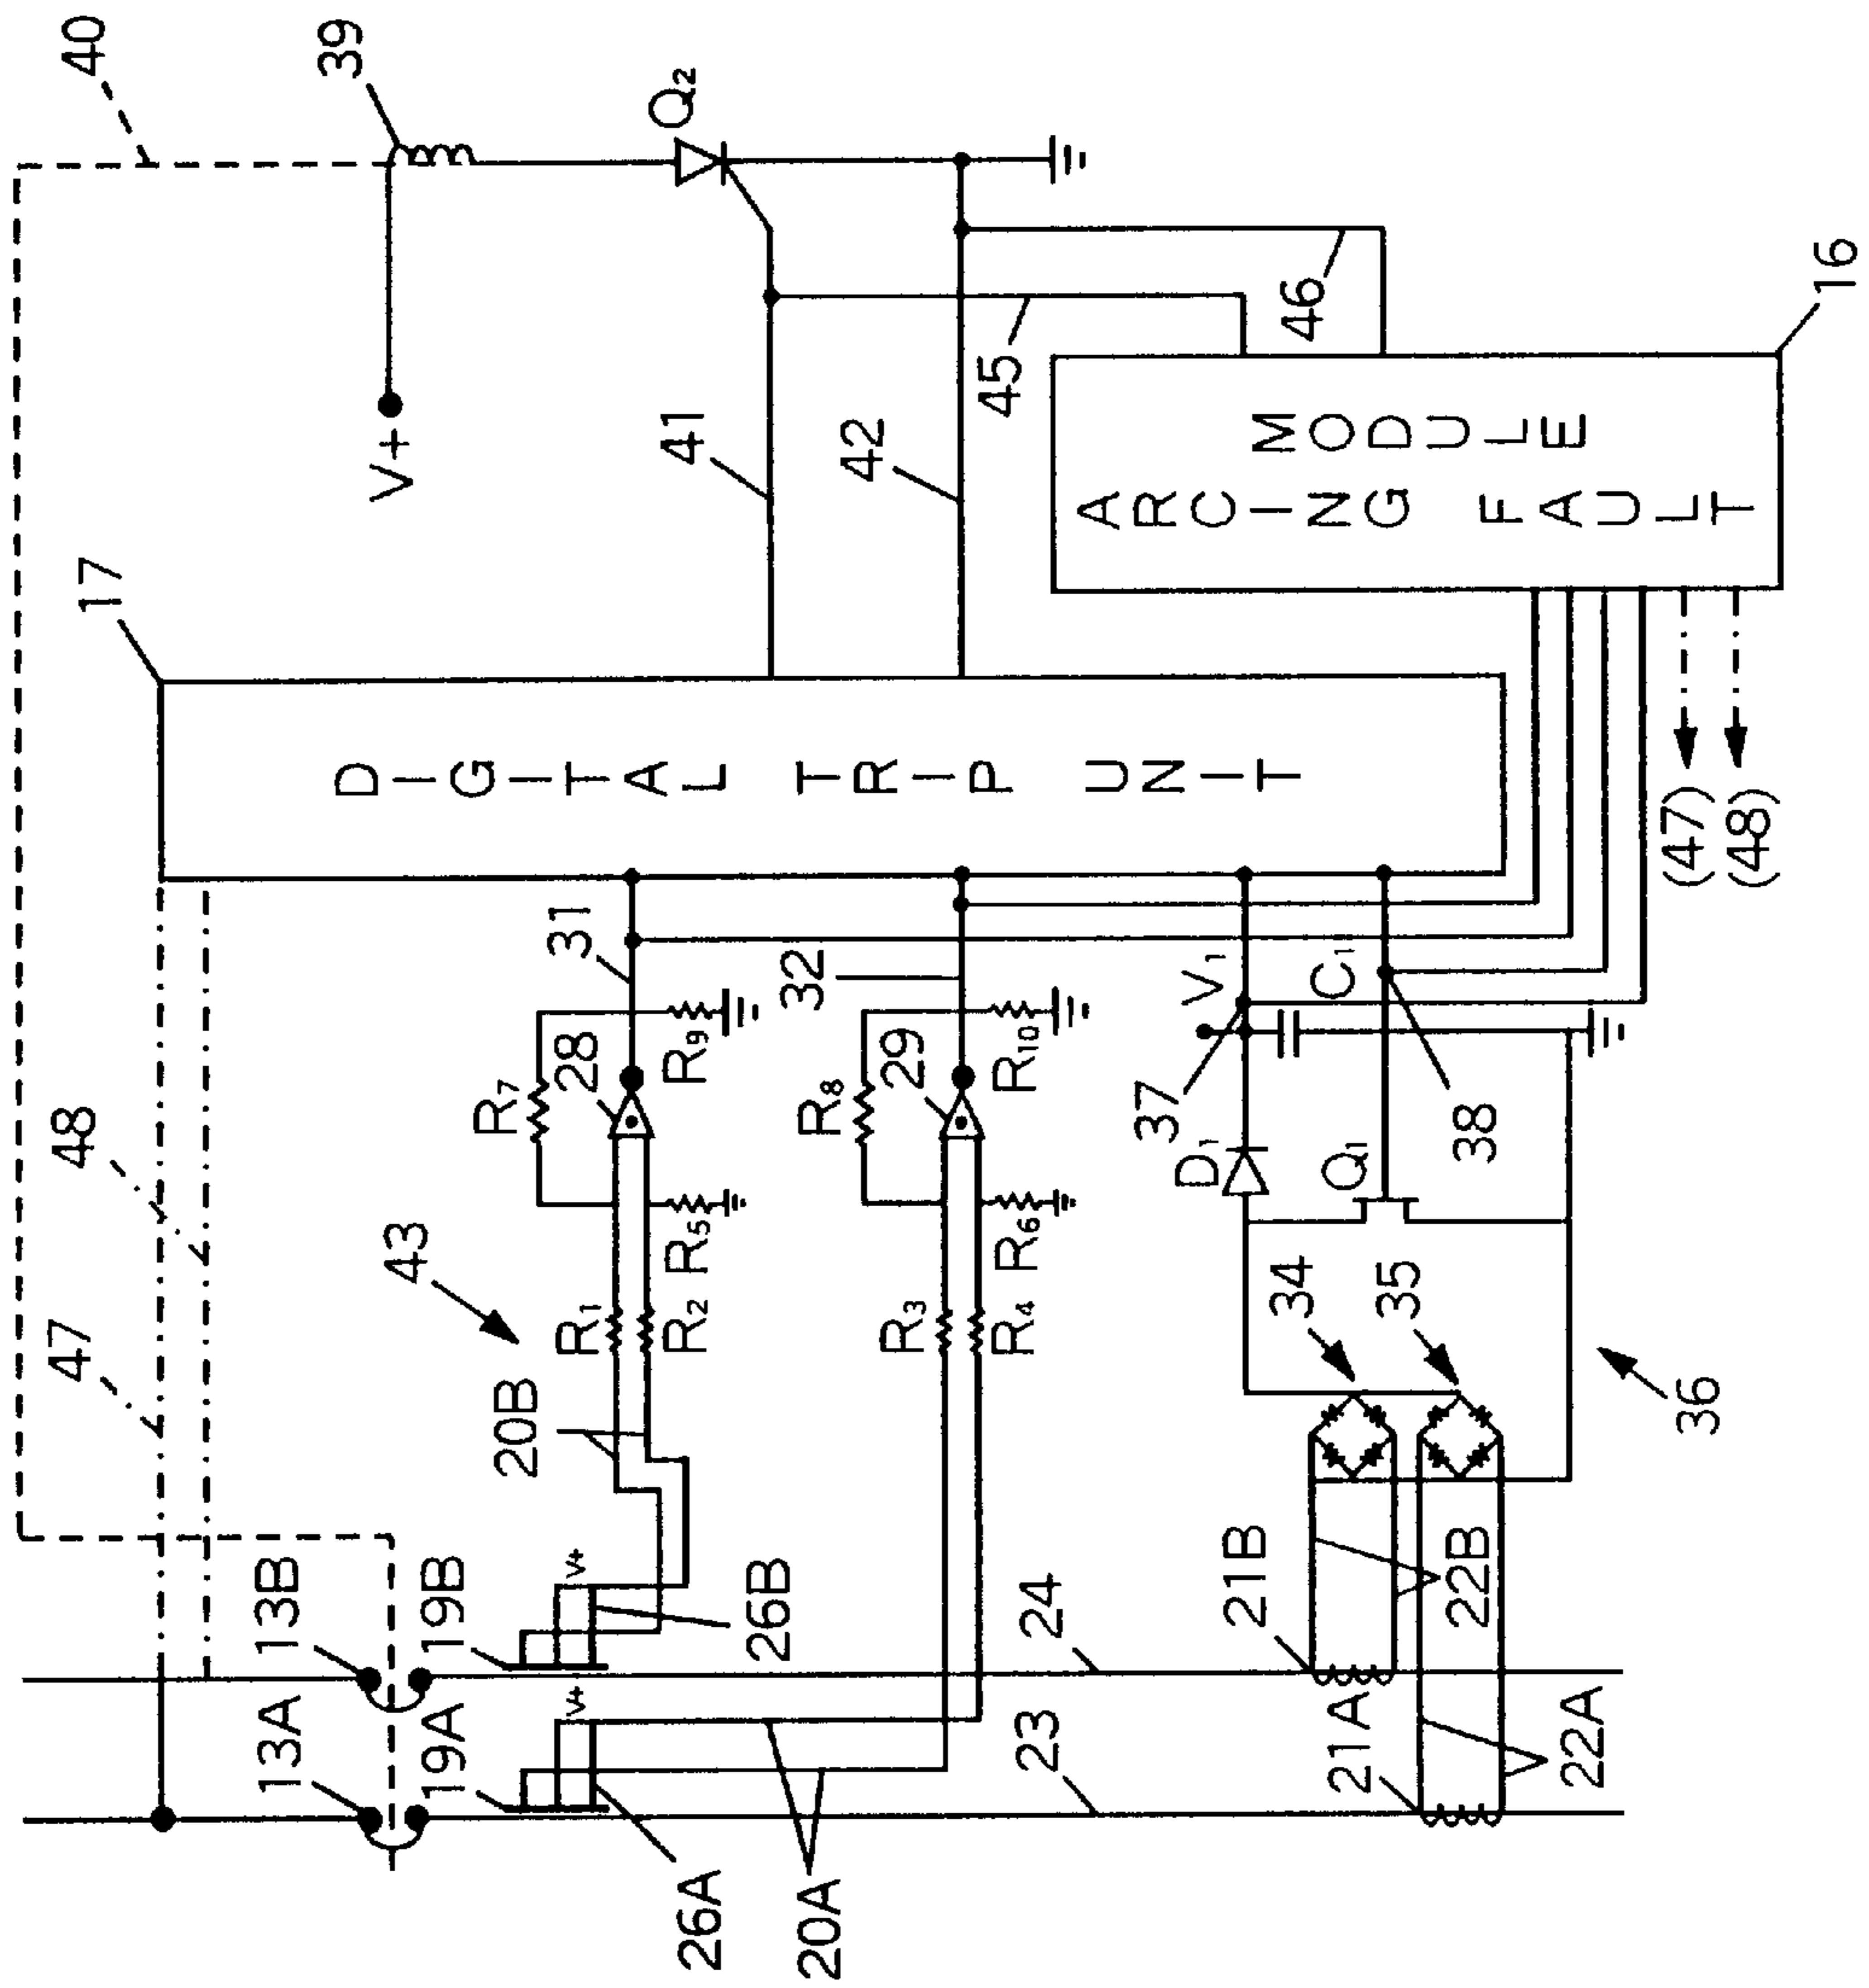 40
39
Q2
V+
17
41
42
45
46
16
DIGITAL TRIP UNIT
ARCING FAULT
MODULE
(47)
(48)
48
47
31
32
R7
28
R9
R8
29
R10
V1
C1
37
38
D1
Q1
43
R5
R6
R1
R2
R3
R4
34
35
36
20B
13B
19B
V+
26B
24
21B
22B
13A
19A
V+
23
21A
22A
26A
20A